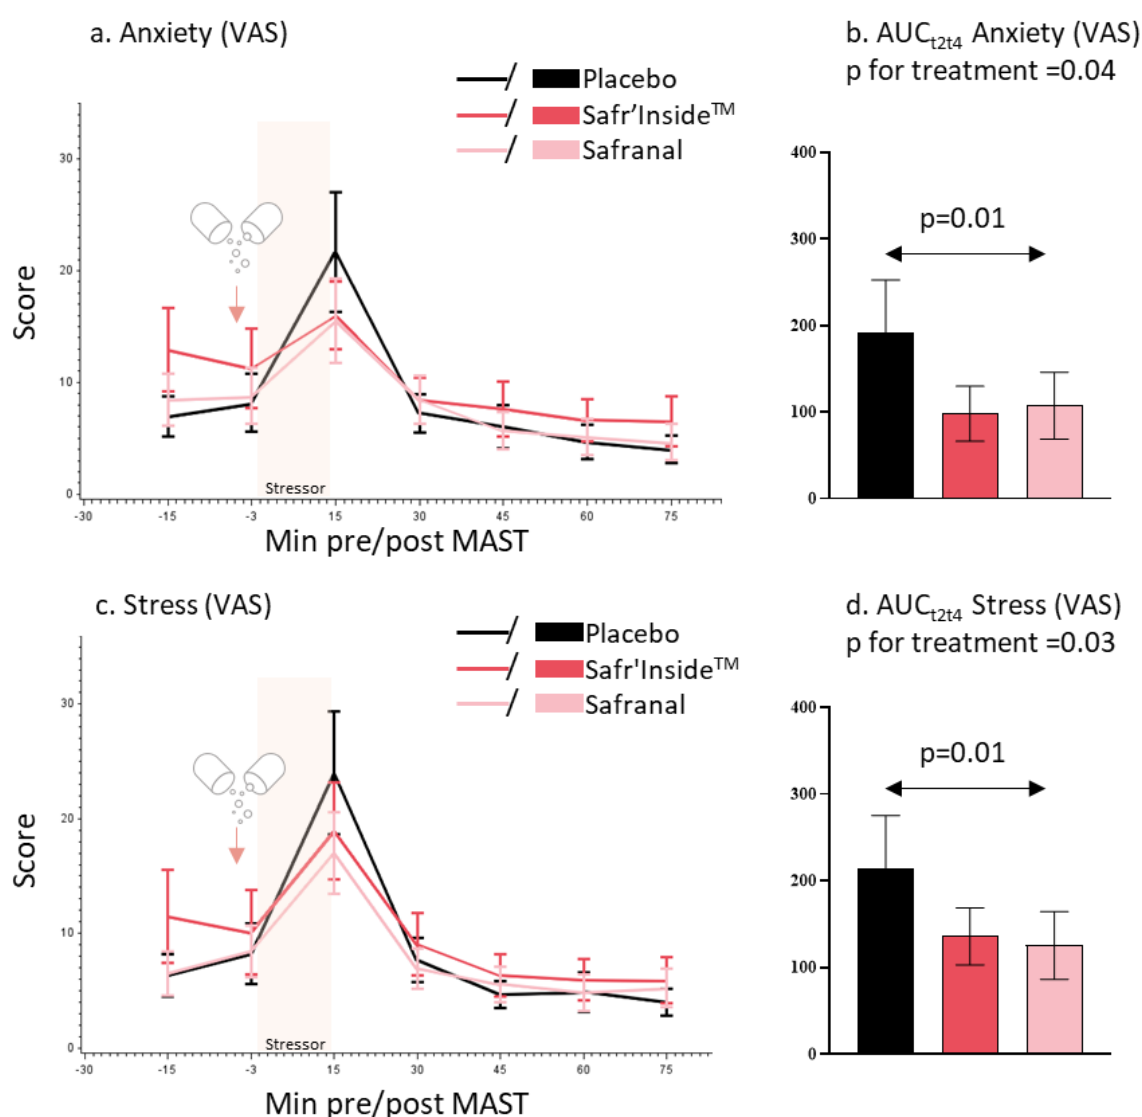 a. Anxiety (VAS)
Placebo
Safr’Inside™
Safranal
Score
30
20
10
0
Stressor
-30 -15 -3 15 30 45 60 75
Min pre/post MAST
b. AUCt2t4 Anxiety (VAS)
p for treatment =0.04
400
300
200
100
0
p=0.01
c. Stress (VAS)
Placebo
Safr'Inside™
Safranal
Score
30
20
10
0
Stressor
-30 -15 -3 15 30 45 60 75
Min pre/post MAST
d. AUCt2t4 Stress (VAS)
p for treatment =0.03
400
300
200
100
0
p=0.01